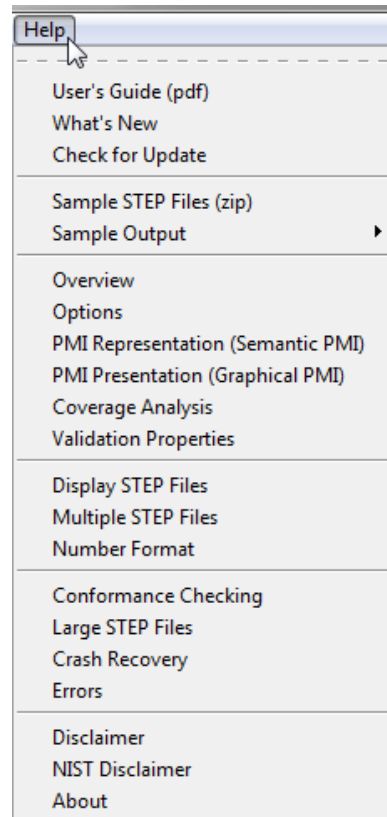 Help
User's Guide (pdf)
What's New
Check for Update
Sample STEP Files (zip)
Sample Output
Overview
Options
PMI Representation (Semantic PMI)
PMI Presentation (Graphical PMI)
Coverage Analysis
Validation Properties
Display STEP Files
Multiple STEP Files
Number Format
Conformance Checking
Large STEP Files
Crash Recovery
Errors
Disclaimer
NIST Disclaimer
About